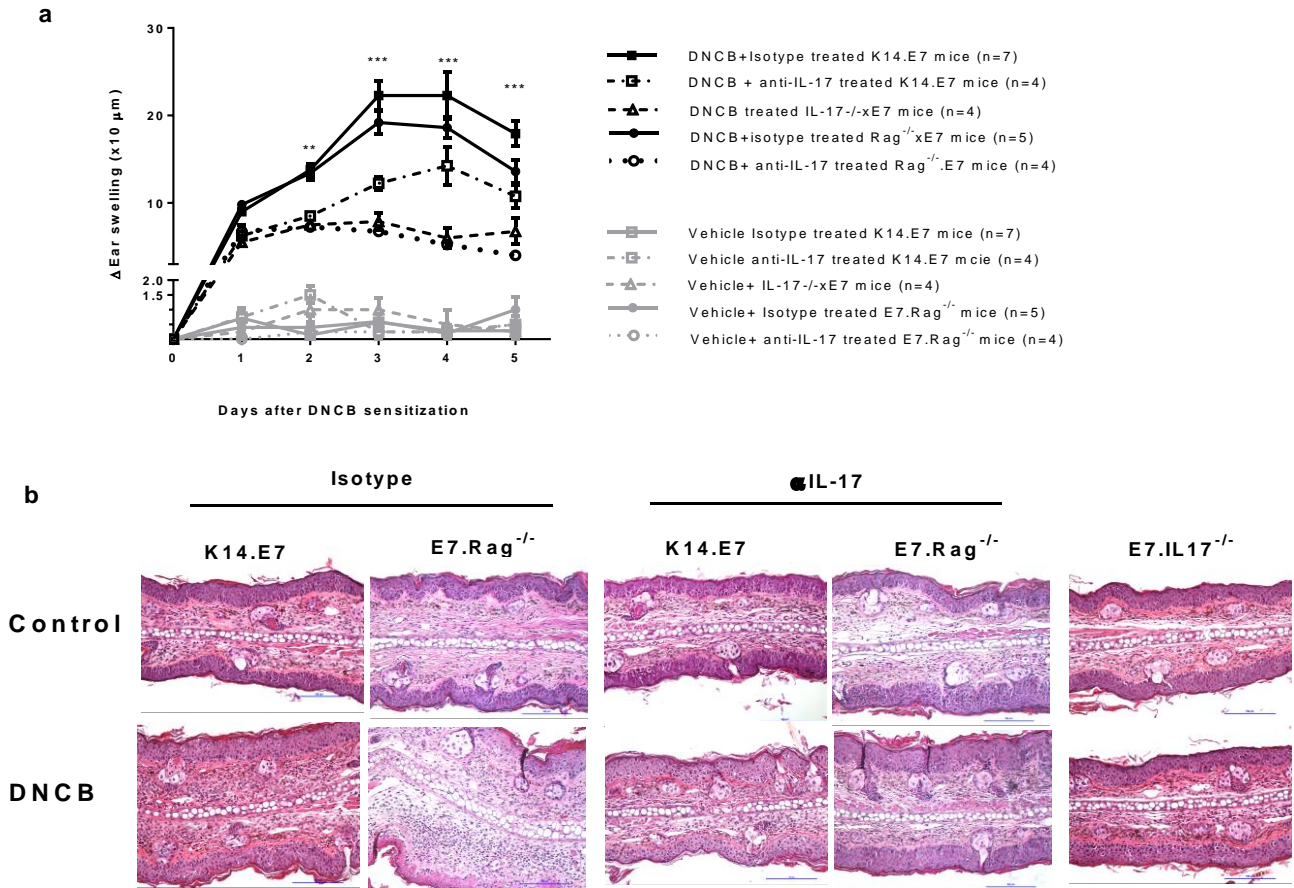 a
30
20
10
2.0
1.5
0
1
2
3
4
5
ΔEar swelling (x10 μm)
**
***
***
***
Days after DNCB sensitization
DNCB+Isotype treated K14.E7 mice (n=7)
DNCB + anti-IL-17 treated K14.E7 mice (n=4)
DNCB treated IL-17-/-xE7 mice (n=4)
DNCB+isotype treated Rag-/-xE7 mice (n=5)
DNCB+ anti-IL-17 treated Rag-/-.E7 mice (n=4)
Vehicle Isotype treated K14.E7 mice (n=7)
Vehicle anti-IL-17 treated K14.E7 mcie (n=4)
Vehicle+ IL-17-/-xE7 mice (n=4)
Vehicle+ Isotype treated E7.Rag-/- mice (n=5)
Vehicle+ anti-IL-17 treated E7.Rag-/- mice (n=4)
b
Isotype
αIL-17
K14.E7
E7.Rag-/-
K14.E7
E7.Rag-/-
E7.IL17-/-
Control
DNCB